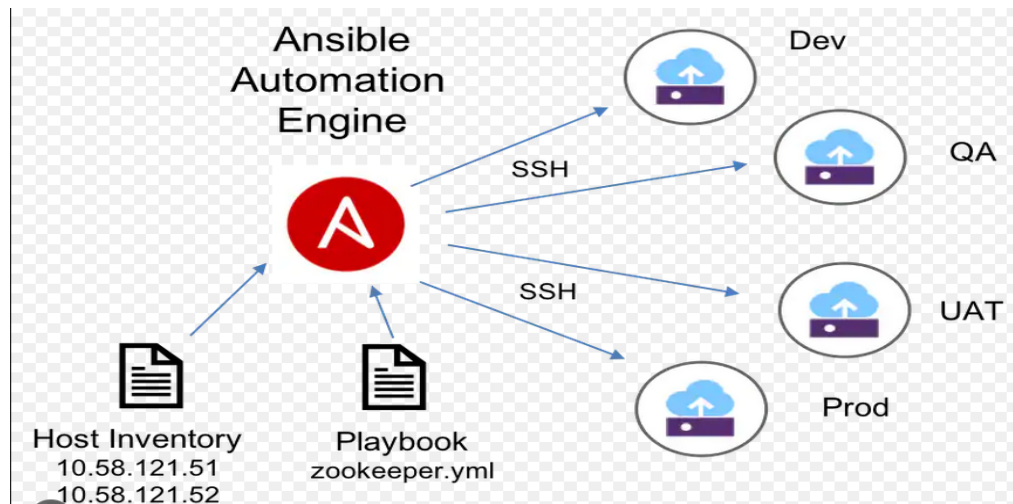 Ansible
Automation
Engine
Dev
SSH
QA
SSH
UAT
Prod
Host Inventory
10.58.121.51
10.58.121.52
Playbook
zookeeper.yml